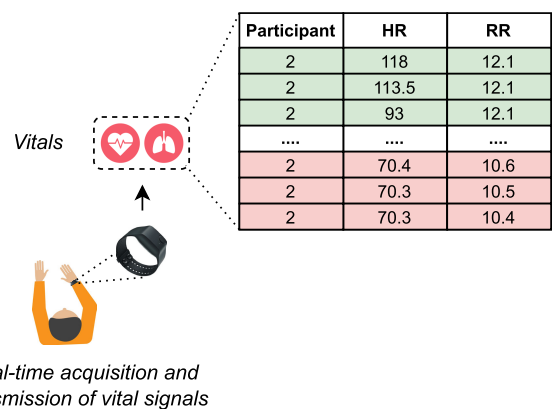 Participant HR RR
2 118 12.1
2 113.5 12.1
2 93 12.1
.... .... ....
2 70.4 10.6
2 70.3 10.5
2 70.3 10.4
Vitals
al-time acquisition and
smission of vital signals